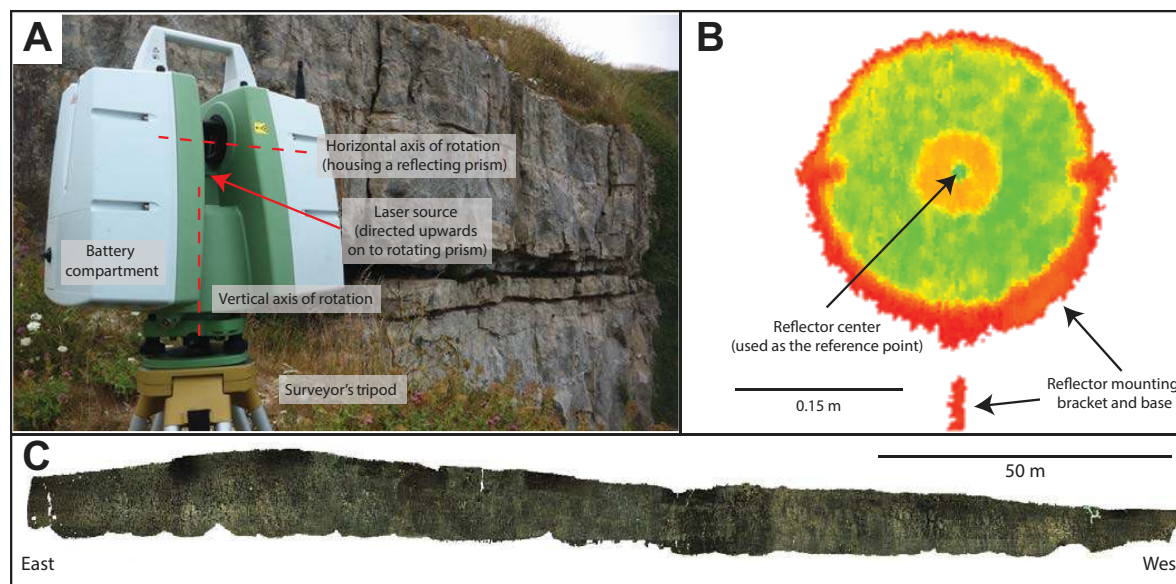 A
Horizontal axis of rotation
(housing a reflecting prism)
Laser source
(directed upwards
on to rotating prism)
Battery
compartment
Vertical axis of rotation
Surveyor's tripod
B
Reflector center
(used as the reference point)
0.15 m
Reflector mounting
bracket and base
C
50 m
East
Wes